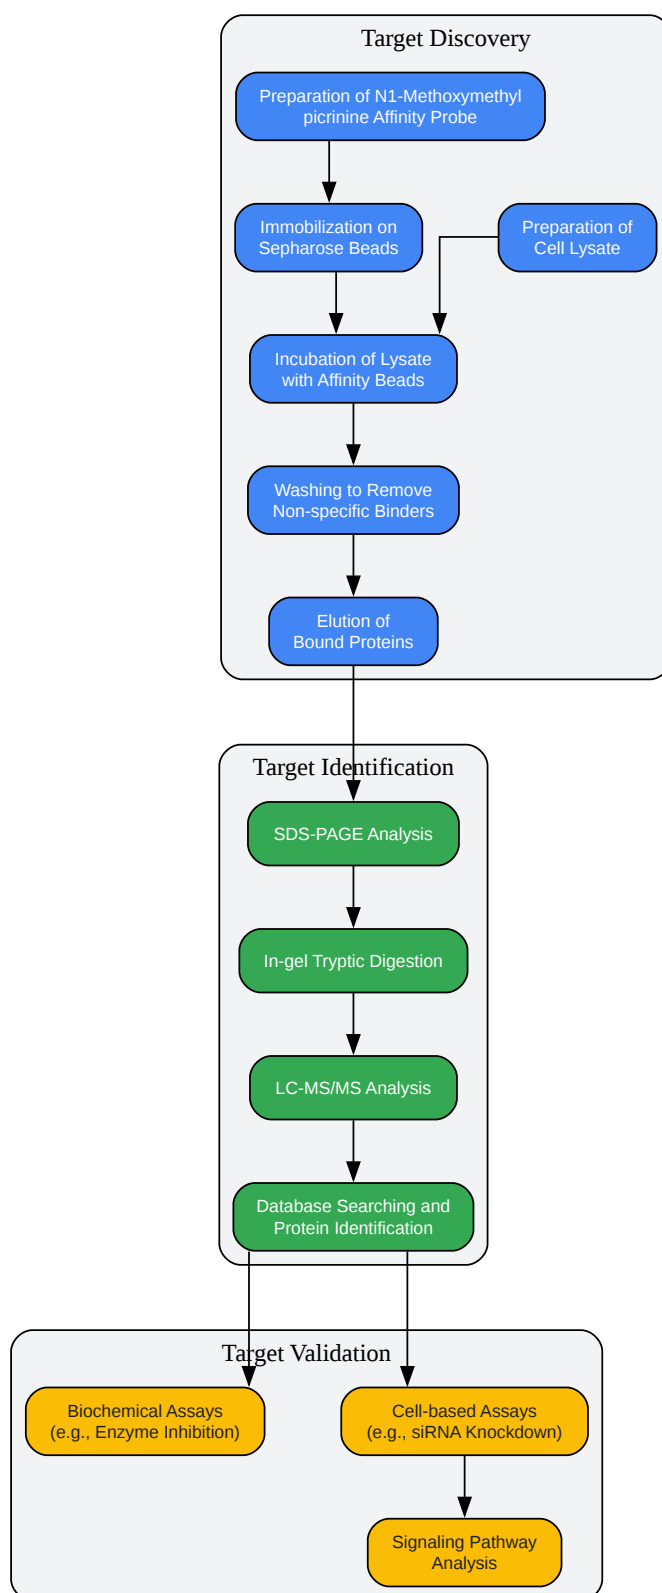 Target Discovery
Preparation of N1-Methoxymethyl
picrinine Affinity Probe
Immobilization on
Sepharose Beads
Preparation of
Cell Lysate
Incubation of Lysate
with Affinity Beads
Washing to Remove
Non-specific Binders
Elution of
Bound Proteins
Target Identification
SDS-PAGE Analysis
In-gel Tryptic Digestion
LC-MS/MS Analysis
Database Searching and
Protein Identification
Target Validation
Biochemical Assays
(e.g., Enzyme Inhibition)
Cell-based Assays
(e.g., siRNA Knockdown)
Signaling Pathway
Analysis